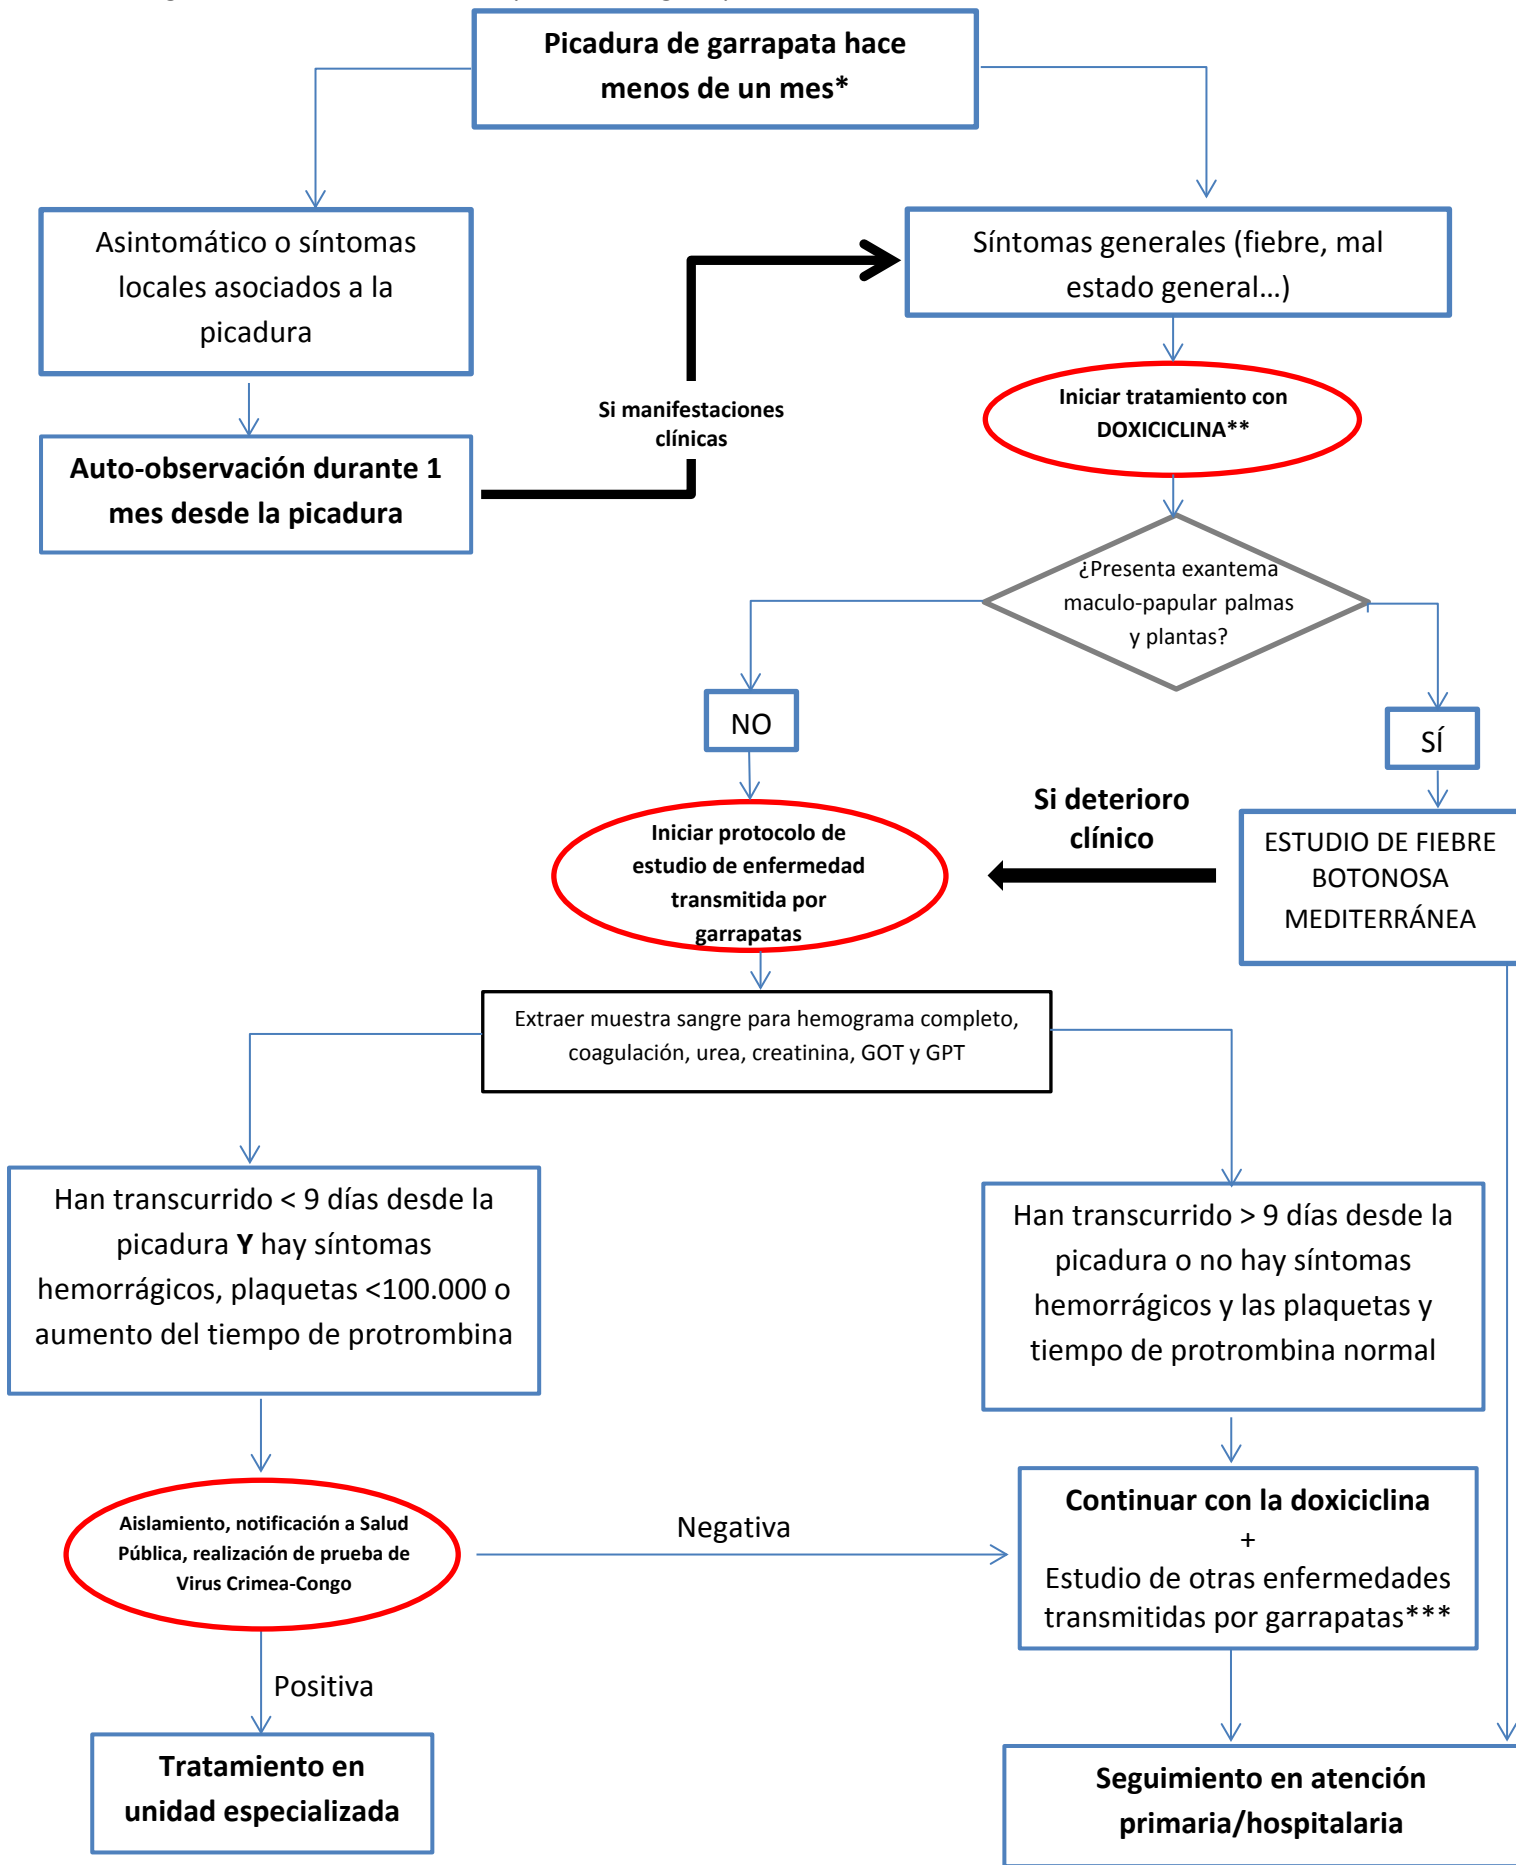 Picadura de garrapata hace
menos de un mes*
Asintomático o síntomas
locales asociados a la
picadura
Síntomas generales (fiebre, mal
estado general...)
Si manifestaciones
clínicas
Iniciar tratamiento con
DOXICICLINA**
Auto-observación durante 1
mes desde la picadura
¿Presenta exantema
maculo-papular palmas
y plantas?
NO
SÍ
Si deterioro
clínico
Iniciar protocolo de
estudio de enfermedad
transmitida por
garrapatas
ESTUDIO DE FIEBRE
BOTONOSA
MEDITERRÁNEA
Extraer muestra sangre para hemograma completo,
coagulación, urea, creatinina, GOT y GPT
Han transcurrido < 9 días desde la
picadura Y hay síntomas
hemorrágicos, plaquetas <100.000 o
aumento del tiempo de protrombina
Han transcurrido > 9 días desde la
picadura o no hay síntomas
hemorrágicos y las plaquetas y
tiempo de protrombina normal
Aislamiento, notificación a Salud
Pública, realización de prueba de
Virus Crimea-Congo
Negativa
Continuar con la doxiciclina
+
Estudio de otras enfermedades
transmitidas por garrapatas***
Positiva
Tratamiento en
unidad especializada
Seguimiento en atención
primaria/hospitalaria